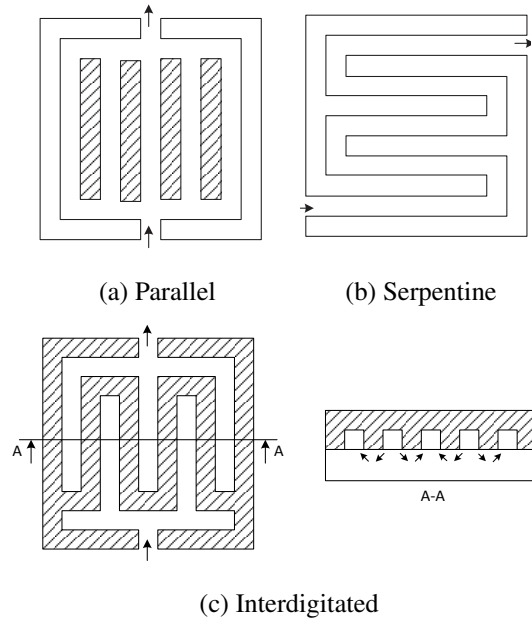 (a) Parallel
(b) Serpentine
A A
A-A
(c) Interdigitated